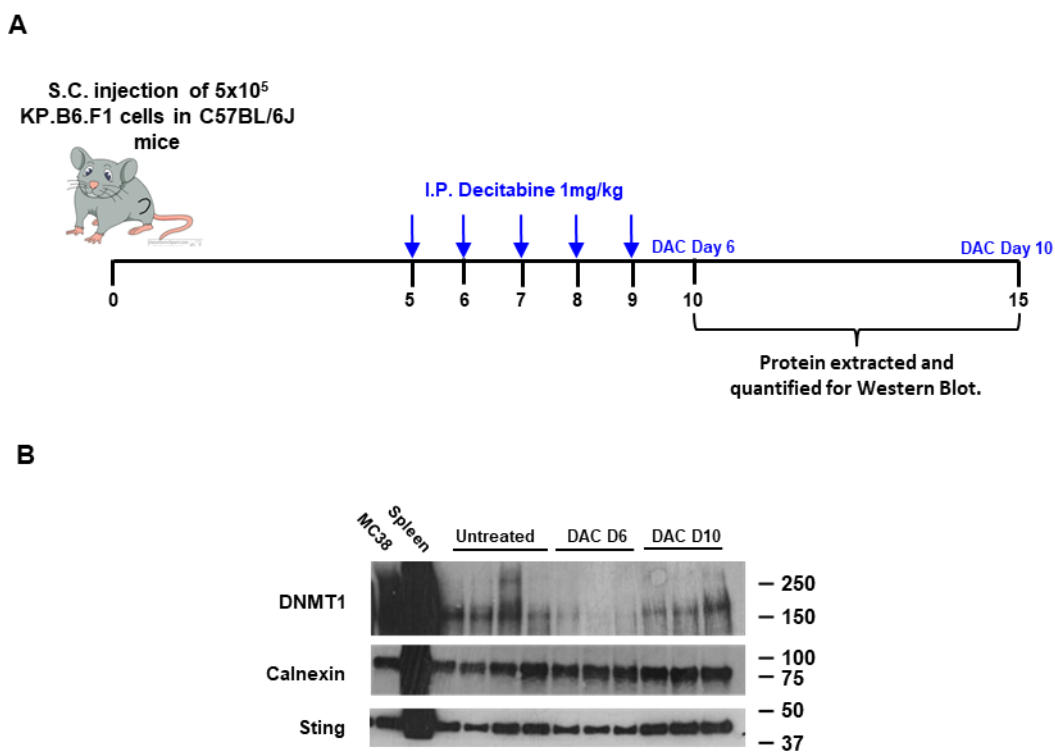 A
S.C. injection of 5x10⁵
KP.B6.F1 cells in C57BL/6J
mice
I.P. Decitabine 1mg/kg
DAC Day 6
DAC Day 10
0
5
6
7
8
9
10
15
Protein extracted and
quantified for Western Blot.
B
MC38
Spleen
Untreated
DAC D6
DAC D10
DNMT1
250
150
Calnexin
100
75
Sting
50
37